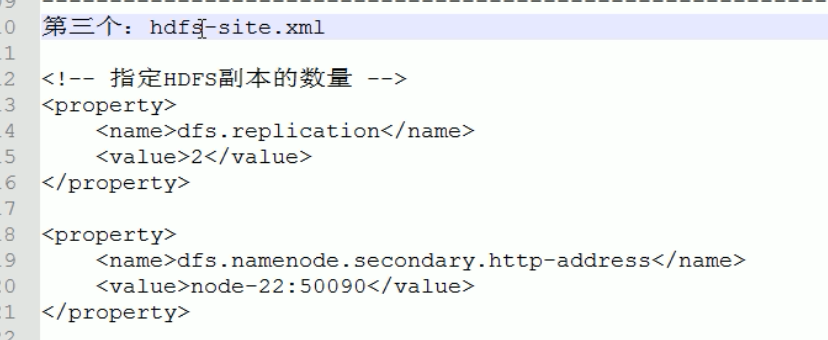 第三个：hdfs-site.xml
<!-- 指定HDFS副本的数量 -->
<property>
    <name>dfs.replication</name>
    <value>2</value>
</property>
<property>
    <name>dfs.namenode.secondary.http-address</name>
    <value>node-22:50090</value>
</property>